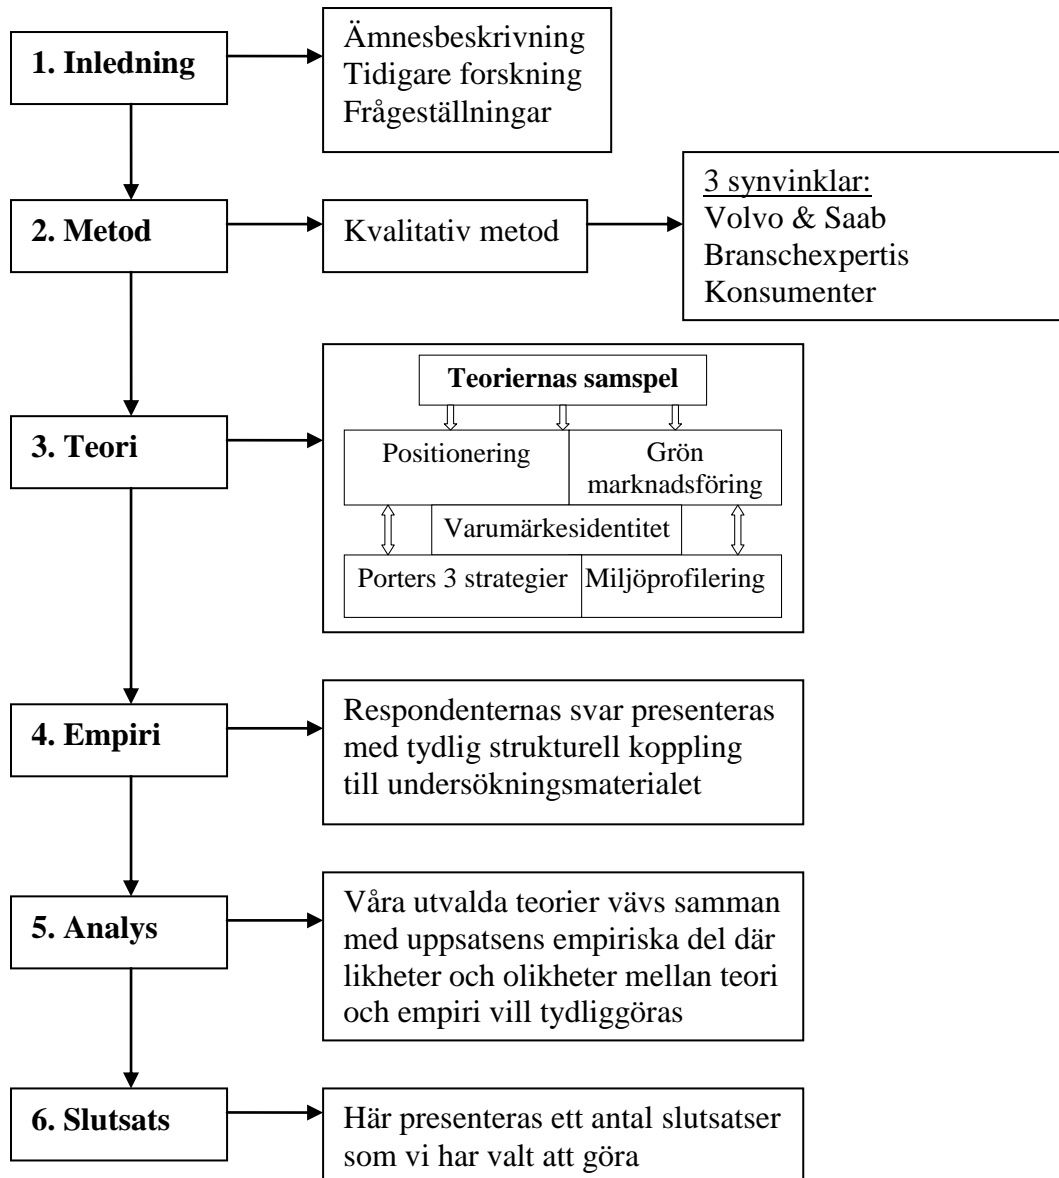 1. Inledning
Ämnesbeskrivning
Tidigare forskning
Frågeställningar
2. Metod
Kvalitativ metod
3 synvinklar:
Volvo & Saab
Branschexpertis
Konsumenter
3. Teori
Teoriernas samspel
Positionering
Grön
marknadsföring
Varumärkesidentitet
Porters 3 strategier
Miljöprofilering
4. Empiri
Respondenternas svar presenteras
med tydlig strukturell koppling
till undersökningsmaterialet
5. Analys
Våra utvalda teorier vävs samman
med uppsatsens empiriska del där
likheter och olikheter mellan teori
och empiri vill tydliggöras
6. Slutsats
Här presenteras ett antal slutsatser
som vi har valt att göra